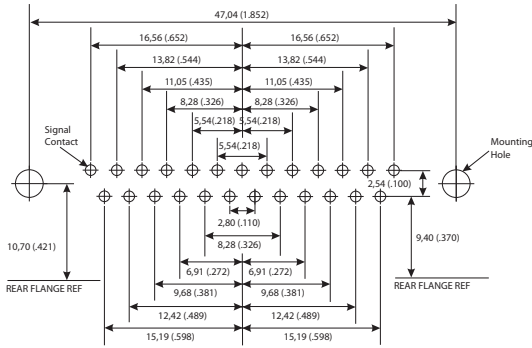 47,04 (1.852)
16,56 (.652) 16,56 (.652)
13,82 (.544) 13,82 (.544)
11,05 (.435) 11,05 (.435)
8,28 (.326) 8,28 (.326)
5,54(.218) 5,54(.218)
5,54(.218)
Signal
Contact
Mounting
Hole
2,54 (.100)
2,80 (.110)
10,70 (.421)
8,28 (.326)
9,40 (.370)
6,91 (.272) 6,91 (.272)
REAR FLANGE REF
9,68 (.381) 9,68 (.381)
REAR FLANGE REF
12,42 (.489) 12,42 (.489)
15,19 (.598) 15,19 (.598)